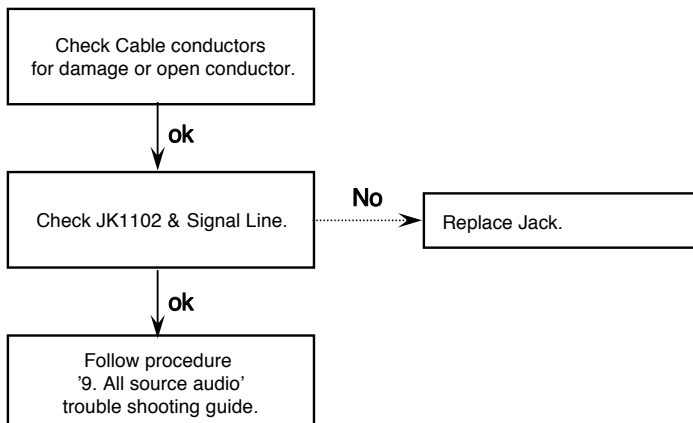 Check Cable conductors
for damage or open conductor.
ok
Check JK1102 & Signal Line.
No
Replace Jack.
ok
Follow procedure
'9. All source audio'
trouble shooting guide.